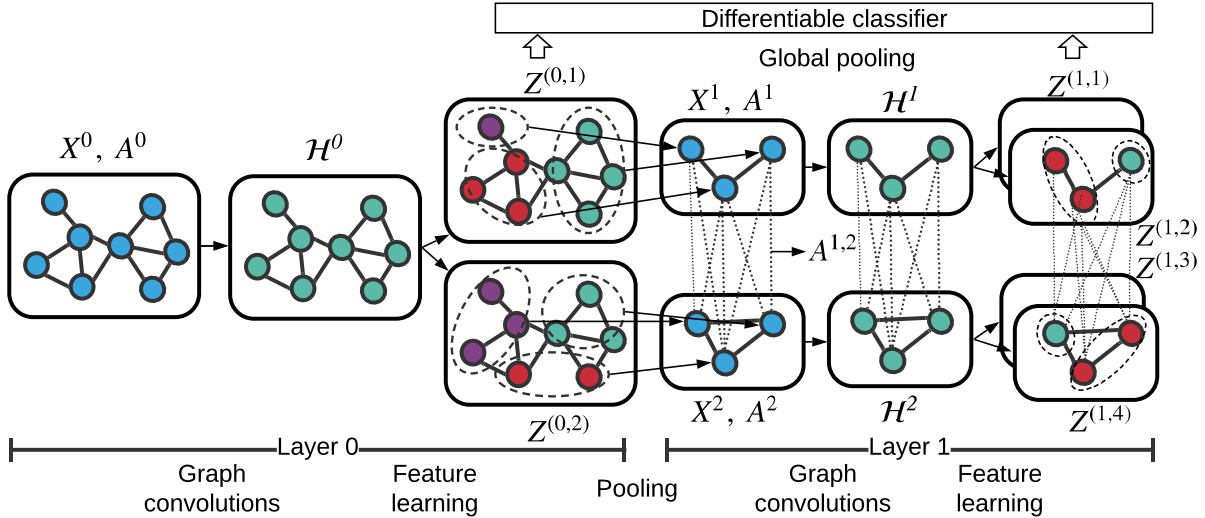 Differentiable classifier
Global pooling
Z^{(0,1)}
X^1, A^1
ℋ^1
Z^{(1,1)}
X^0, A^0
ℋ^0
A^{1,2}
Z^{(1,2)}
Z^{(1,3)}
Z^{(0,2)}
X^2, A^2
ℋ^2
Z^{(1,4)}
Layer 0
Layer 1
Graph
convolutions
Feature
learning
Pooling
Graph
convolutions
Feature
learning